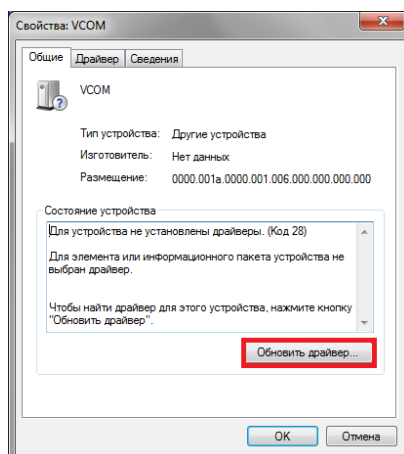 Свойства: VCOM
Общие Драйвер Сведения
VCOM
Тип устройства: Другие устройства
Изготовитель: Нет данных
Размещение: 0000.001a.0000.001.006.000.000.000.000
Состояние устройства
Для устройства не установлены драйверы. (Код 28)
Для элемента или информационного пакета устройства не
выбран драйвер.
Чтобы найти драйвер для этого устройства, нажмите кнопку
"Обновить драйвер".
Обновить драйвер...
OK Отмена